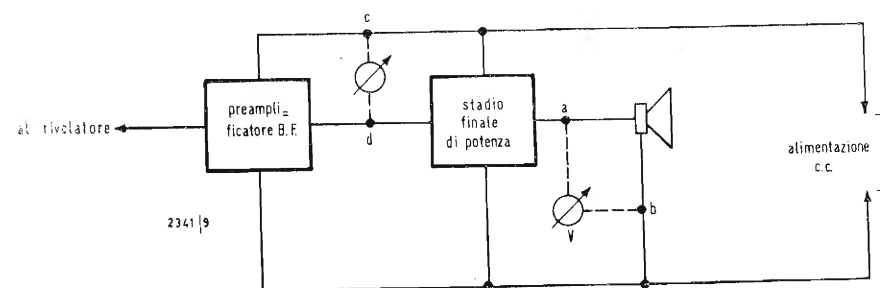 c
preampli=
ficatore B.F.
al rivelatore
d
stadio
finale
di potenza
a
b
V
alimentazione
c.c.
2341|9